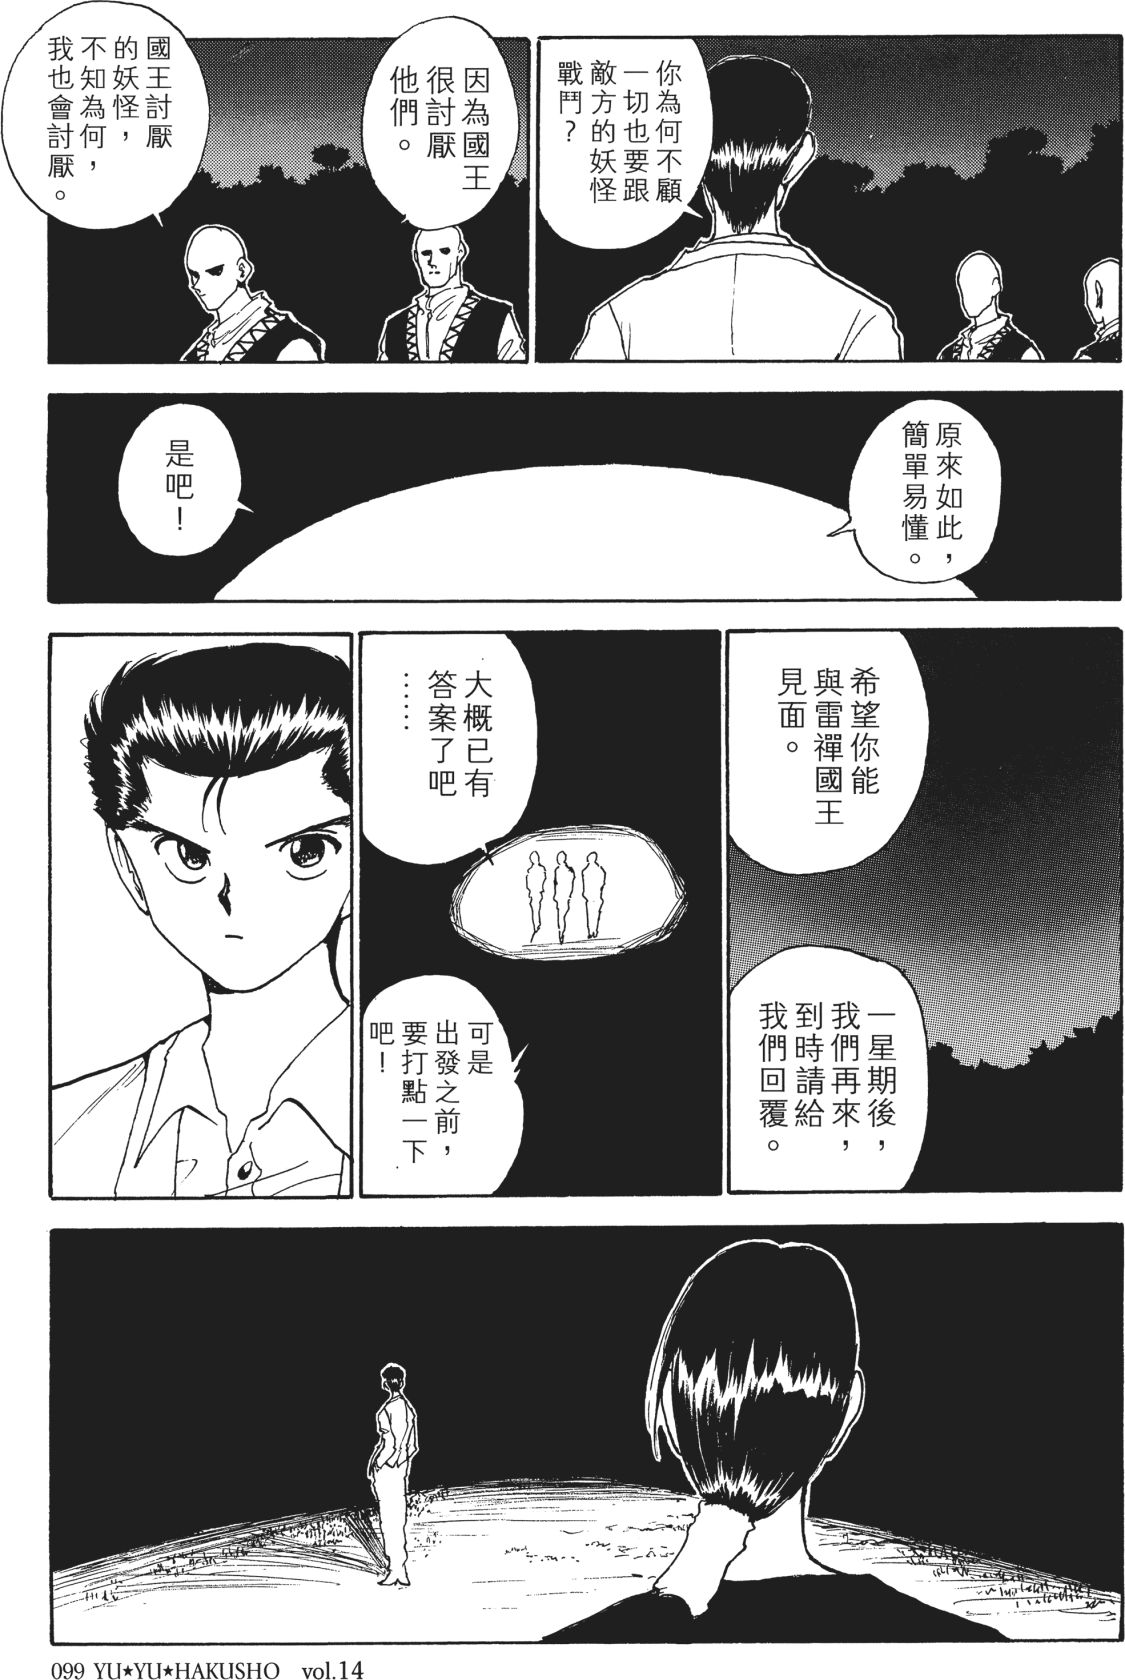 你為何不顧
一切也要跟
敵方的妖怪
戰鬥？
因為國王
很討厭
他們。
國王討厭
的妖怪，
不知為何，
我也會討厭。
原來如此，
簡單易懂。
是吧！
希望你能
與雷禪國王
見面。
一星期後，
我們再來，
到時請給
我們回覆。
大概已有
答案了吧
……
可是
出發之前，
要打點一下
吧！
099 YU★YU★HAKUSHO vol.14